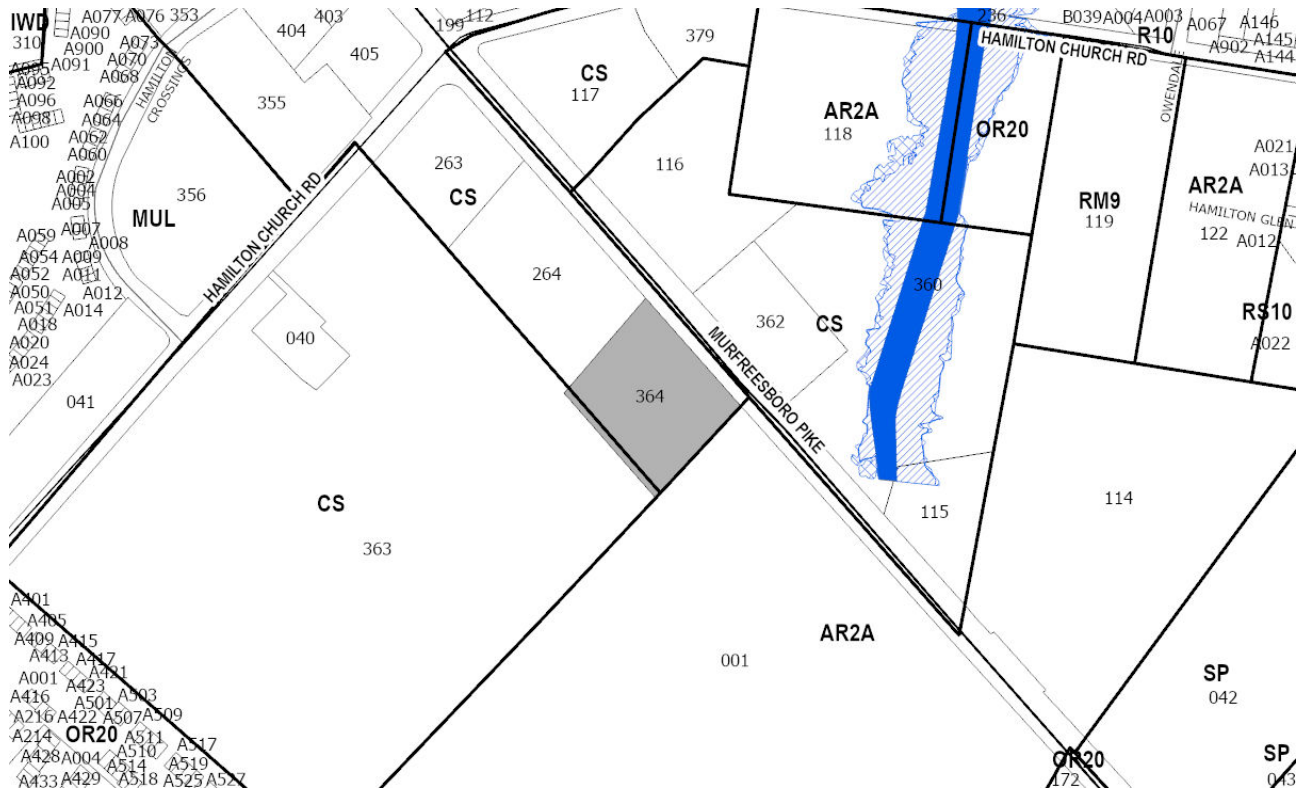 IWD
310
A077
A076
353
403
112
199
236
B039
A004
A003
A146
A067
R10
A145
A090
A900
A073
404
405
379
HAMILTON CHURCH RD
A902
A144
A095
A091
A070
A068
A092
HAMILTON
CROSSINGS
CS
117
OWENDALE
A096
A066
355
AR2A
118
OR20
A098
A064
A100
A062
A060
263
116
A021
A013
A002
A004
A005
356
CS
RM9
119
AR2A
HAMILTON GLEN
122
A012
MUL
A007
A059
A008
A054
A009
HAMILTON CHURCH RD
A052
A011
264
360
A050
A012
A051
A014
A018
RS10
A022
A020
040
362
CS
A024
A023
MURFREESBORO PIKE
041
364
CS
363
115
114
A401
A405
A409
A415
A413
A417
AR2A
001
A001
A421
A423
A416
A503
A501
SP
042
A216
A422
A507
A509
A214
OR20
A511
A517
A428
A004
A510
A514
A519
OR20
172
SP
043
A433
A429
A518
A525
A527